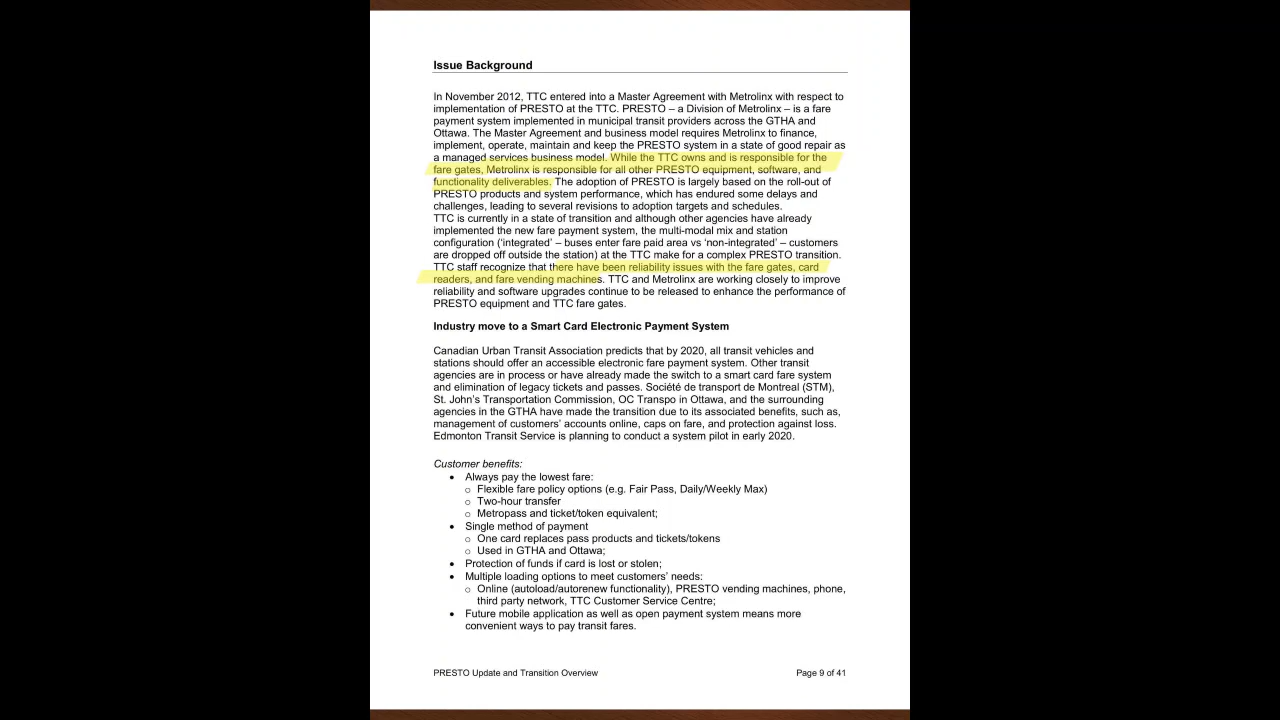 Issue Background
In November 2012, TTC entered into a Master Agreement with Metrolinx with respect to
implementation of PRESTO at the TTC. PRESTO – a Division of Metrolinx – is a fare
payment system implemented in municipal transit providers across the GTHA and
Ottawa. The Master Agreement and business model requires Metrolinx to finance,
implement, operate, maintain and keep the PRESTO system in a state of good repair as
a managed services business model. While the TTC owns and is responsible for the
fare gates, Metrolinx is responsible for all other PRESTO equipment, software, and
functionality deliverables. The adoption of PRESTO is largely based on the roll-out of
PRESTO products and system performance, which has endured some delays and
challenges, leading to several revisions to adoption targets and schedules.
TTC is currently in a state of transition and although other agencies have already
implemented the new fare payment system, the multi-modal mix and station
configuration (‘integrated’ – buses enter fare paid area vs ‘non-integrated’ – customers
are dropped off outside the station) at the TTC make for a complex PRESTO transition.
TTC staff recognize that there have been reliability issues with the fare gates, card
readers, and fare vending machines. TTC and Metrolinx are working closely to improve
reliability and software upgrades continue to be released to enhance the performance of
PRESTO equipment and TTC fare gates.
Industry move to a Smart Card Electronic Payment System
Canadian Urban Transit Association predicts that by 2020, all transit vehicles and
stations should offer an accessible electronic fare payment system. Other transit
agencies are in process or have already made the switch to a smart card fare system
and elimination of legacy tickets and passes. Société de transport de Montreal (STM),
St. John’s Transportation Commission, OC Transpo in Ottawa, and the surrounding
agencies in the GTHA have made the transition due to its associated benefits, such as,
management of customers’ accounts online, caps on fare, and protection against loss.
Edmonton Transit Service is planning to conduct a system pilot in early 2020.
Customer benefits:
• Always pay the lowest fare:
o Flexible fare policy options (e.g. Fair Pass, Daily/Weekly Max)
o Two-hour transfer
o Metropass and ticket/token equivalent;
• Single method of payment
o One card replaces pass products and tickets/tokens
o Used in GTHA and Ottawa;
• Protection of funds if card is lost or stolen;
• Multiple loading options to meet customers’ needs:
o Online (autoload/autorenew functionality), PRESTO vending machines, phone,
third party network, TTC Customer Service Centre;
• Future mobile application as well as open payment system means more
convenient ways to pay transit fares.
PRESTO Update and Transition Overview Page 9 of 41